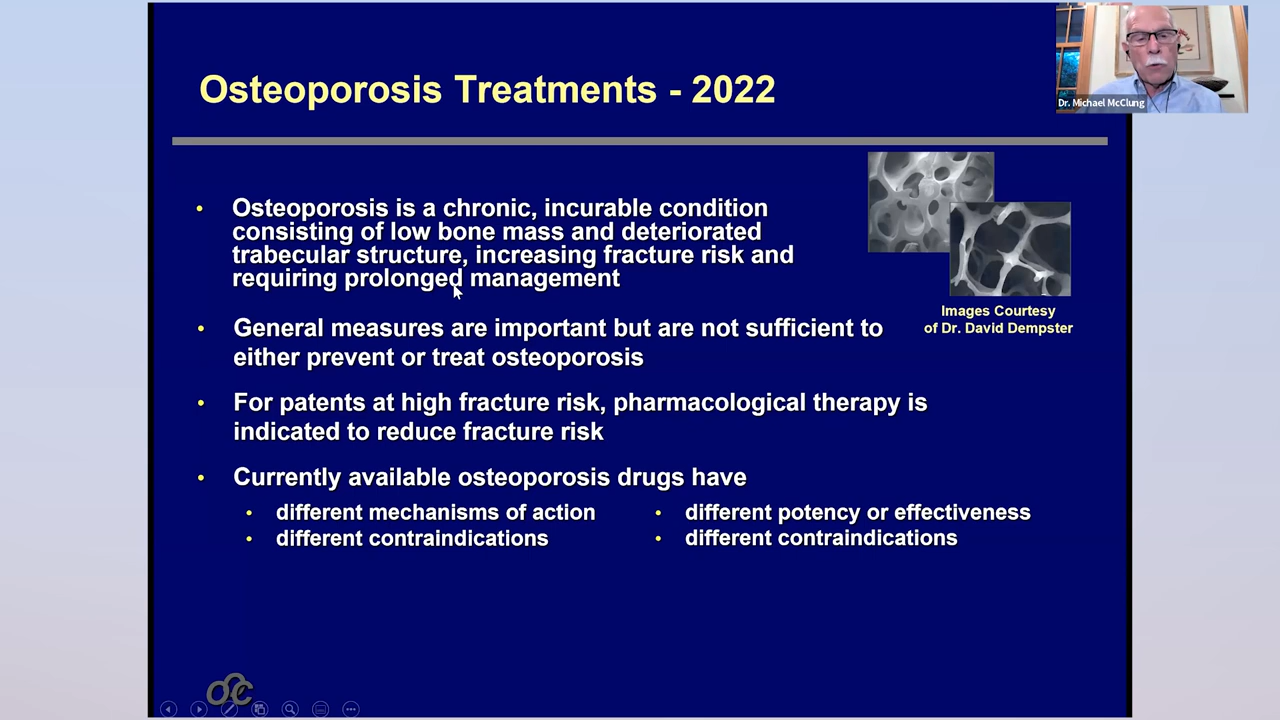 Osteoporosis Treatments - 2022
Dr. Michael McClung
• Osteoporosis is a chronic, incurable condition
consisting of low bone mass and deteriorated
trabecular structure, increasing fracture risk and
requiring prolonged management
Images Courtesy
of Dr. David Dempster
• General measures are important but are not sufficient to
either prevent or treat osteoporosis
• For patents at high fracture risk, pharmacological therapy is
indicated to reduce fracture risk
• Currently available osteoporosis drugs have
• different mechanisms of action
• different contraindications
• different potency or effectiveness
• different contraindications
OOC